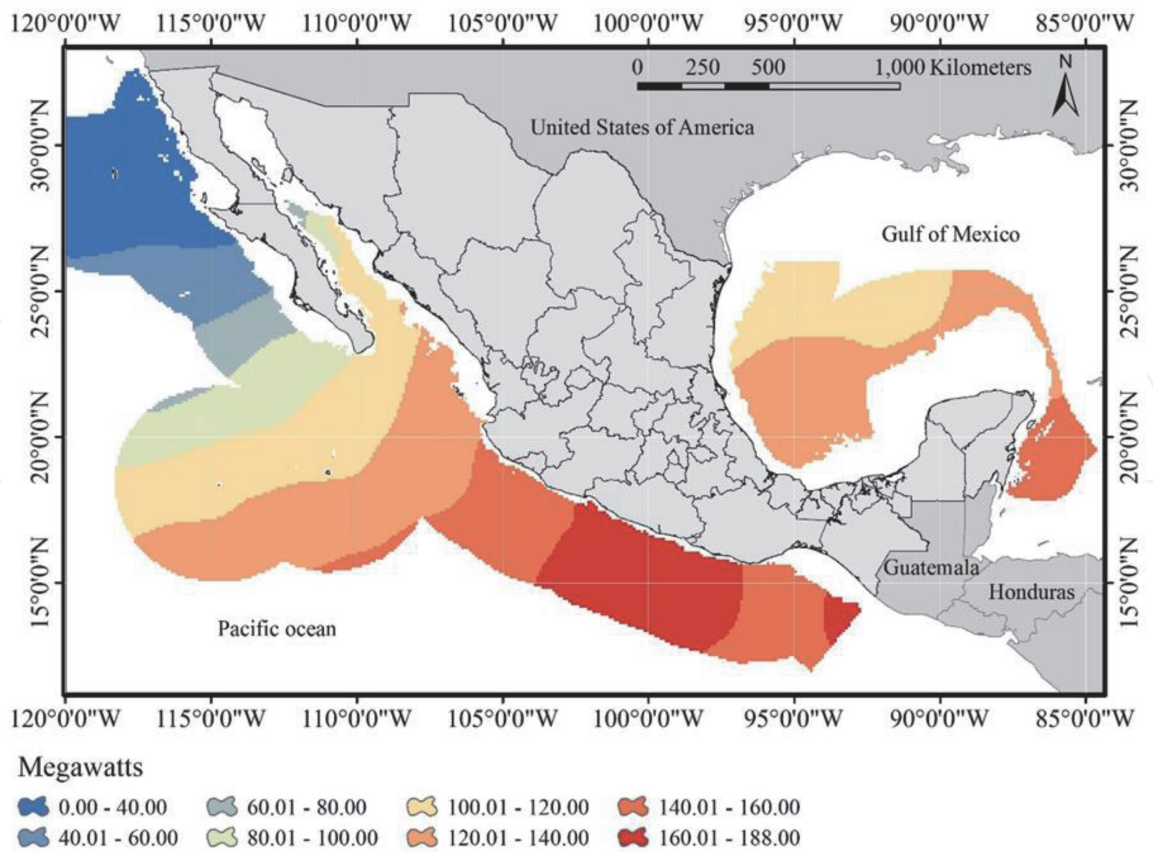 120°0'0"W 115°0'0"W 110°0'0"W 105°0'0"W 100°0'0"W 95°0'0"W 90°0'0"W 85°0'0"W
0 250 500 1,000 Kilometers
N
United States of America
30°0'0"N
30°0'0"N
Gulf of Mexico
25°0'0"N
25°0'0"N
20°0'0"N
20°0'0"N
Guatemala
15°0'0"N
15°0'0"N
Honduras
Pacific ocean
120°0'0"W 115°0'0"W 110°0'0"W 105°0'0"W 100°0'0"W 95°0'0"W 90°0'0"W 85°0'0"W
Megawatts
0.00 - 40.00 60.01 - 80.00 100.01 - 120.00 140.01 - 160.00
40.01 - 60.00 80.01 - 100.00 120.01 - 140.00 160.01 - 188.00